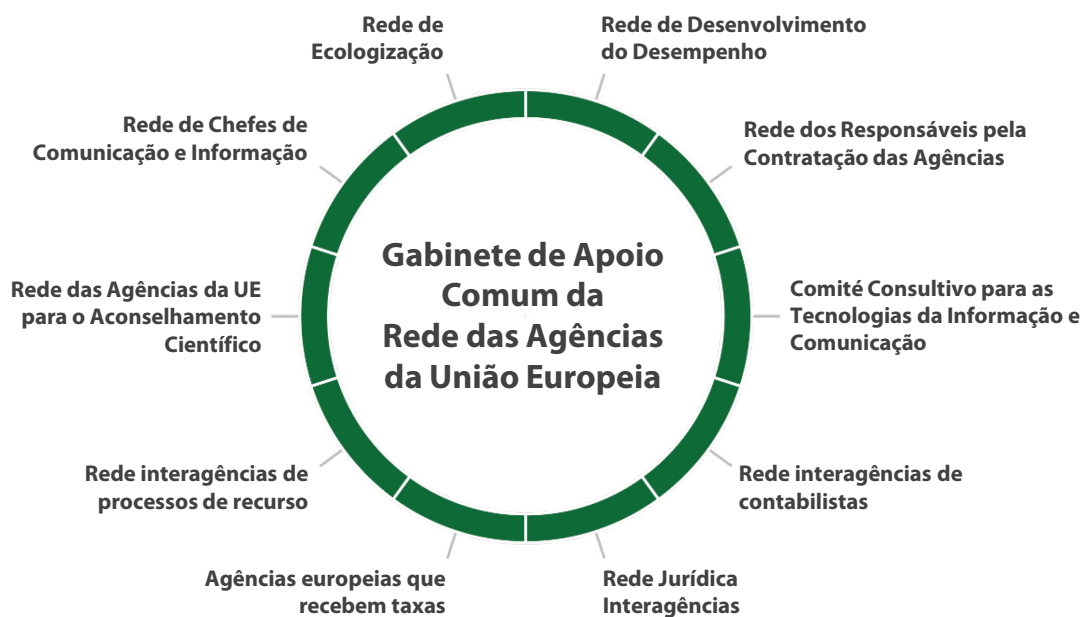 Rede de
Ecologização
Rede de Desenvolvimento
do Desempenho
Rede de Chefes de
Comunicação e Informação
Rede dos Responsáveis pela
Contratação das Agências
Gabinete de Apoio
Comum da
Rede das Agências
da União Europeia
Rede das Agências da UE
para o Aconselhamento
Científico
Comité Consultivo para as
Tecnologias da Informação e
Comunicação
Rede interagências de
processos de recurso
Rede interagências de
contabilistas
Agências europeias que
recebem taxas
Rede Jurídica
Interagências